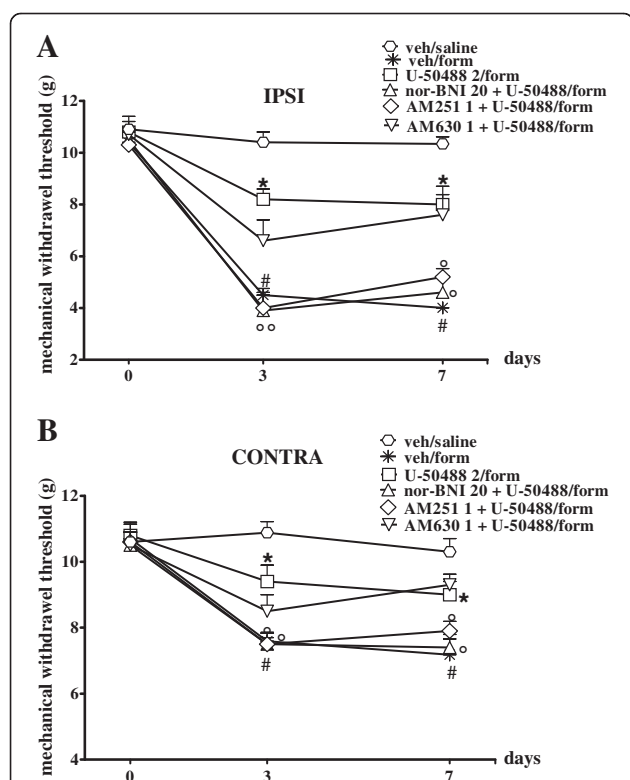 A
IPSI
veh/saline
veh/form
U-50488 2/form
nor-BNI 20 + U-50488/form
AM251 1 + U-50488/form
AM630 1 + U-50488/form
mechanical withdrawel threshold (g)
12
10
8
6
4
2
*
*
#
#
0
3
7
days
B
CONTRA
veh/saline
veh/form
U-50488 2/form
nor-BNI 20 + U-50488/form
AM251 1 + U-50488/form
AM630 1 + U-50488/form
mechanical withdrawel threshold (g)
12
10
8
6
4
*
*
#
#
0
3
7
days